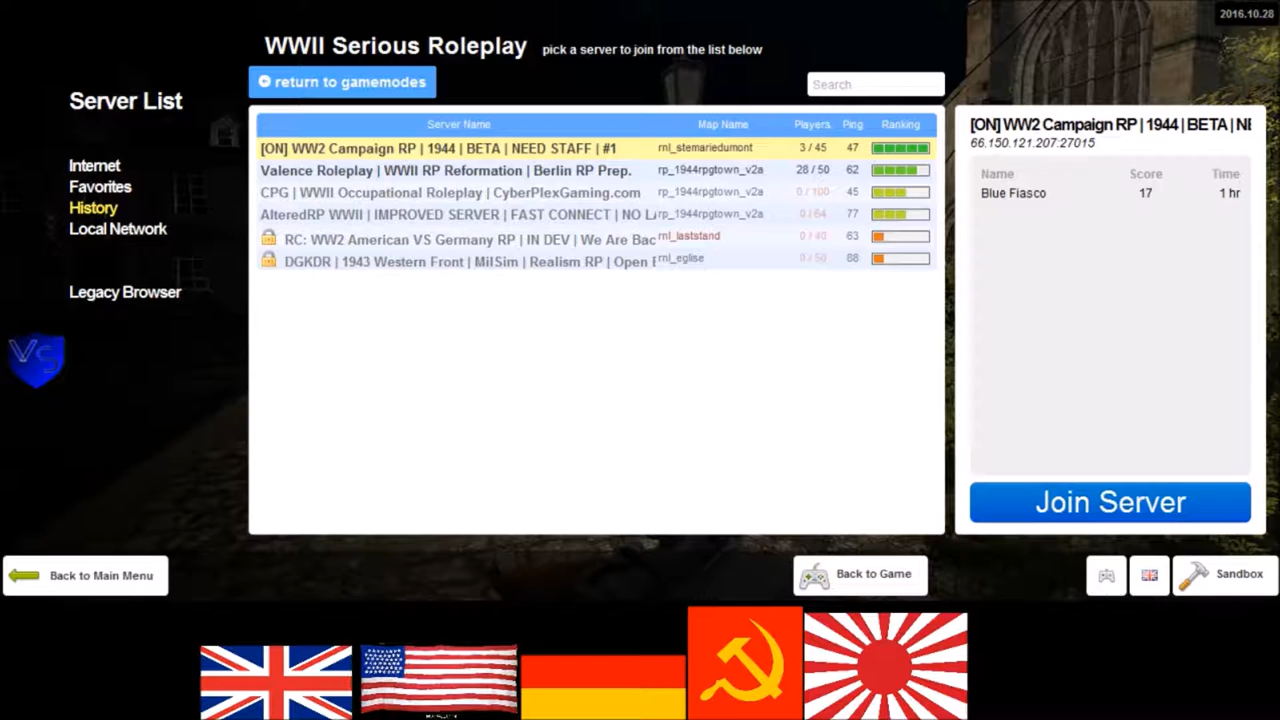 2016.10.28
WWII Serious Roleplay pick a server to join from the list below
return to gamemodes
Search
Server List
Internet
Favorites
History
Local Network
Legacy Browser
VS
Server Name Map Name Players Ping Ranking
[ON] WW2 Campaign RP | 1944 | BETA | NEED STAFF | #1 rnl_stemariedumont 3 / 45 47
Valence Roleplay | WWII RP Reformation | Berlin RP Prep. rp_1944rpgtown_v2a 28 / 50 62
CPG | WWII Occupational Roleplay | CyberPlexGaming.com rp_1944rpgtown_v2a 0 / 100 45
AlteredRP WWII | IMPROVED SERVER | FAST CONNECT | NO L rp_1944rpgtown_v2a 0 / 64 77
RC: WW2 American VS Germany RP | IN DEV | We Are Bac rnl_laststand 0 / 40 63
DGKDR | 1943 Western Front | MilSim | Realism RP | Open rnl_eglise 0 / 50 88
[ON] WW2 Campaign RP | 1944 | BETA | NE
66.150.121.207:27015
Name Score Time
Blue Fiasco 17 1 hr
Join Server
Back to Main Menu
Back to Game
Sandbox